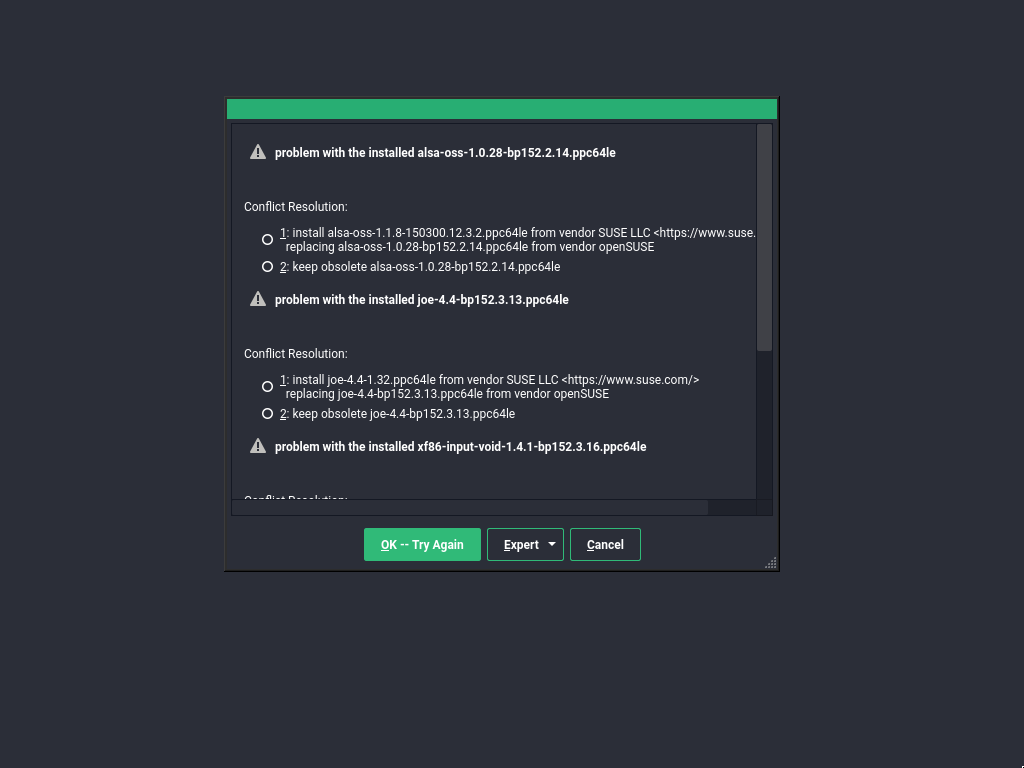 problem with the installed alsa-oss-1.0.28-bp152.2.14.ppc64le
Conflict Resolution:
1: install alsa-oss-1.1.8-150300.12.3.2.ppc64le from vendor SUSE LLC <https://www.suse.
replacing alsa-oss-1.0.28-bp152.2.14.ppc64le from vendor openSUSE
2: keep obsolete alsa-oss-1.0.28-bp152.2.14.ppc64le
problem with the installed joe-4.4-bp152.3.13.ppc64le
Conflict Resolution:
1: install joe-4.4-1.32.ppc64le from vendor SUSE LLC <https://www.suse.com/>
replacing joe-4.4-bp152.3.13.ppc64le from vendor openSUSE
2: keep obsolete joe-4.4-bp152.3.13.ppc64le
problem with the installed xf86-input-void-1.4.1-bp152.3.16.ppc64le
Conflict Resolution:
OK -- Try Again
Expert
Cancel